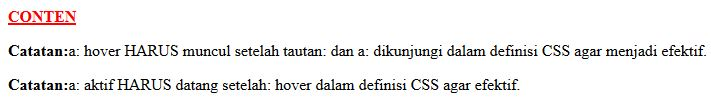 CONTEN
Catatan:a: hover HARUS muncul setelah tautan: dan a: dikunjungi dalam definisi CSS agar menjadi efektif.
Catatan:a: aktif HARUS datang setelah: hover dalam definisi CSS agar efektif.